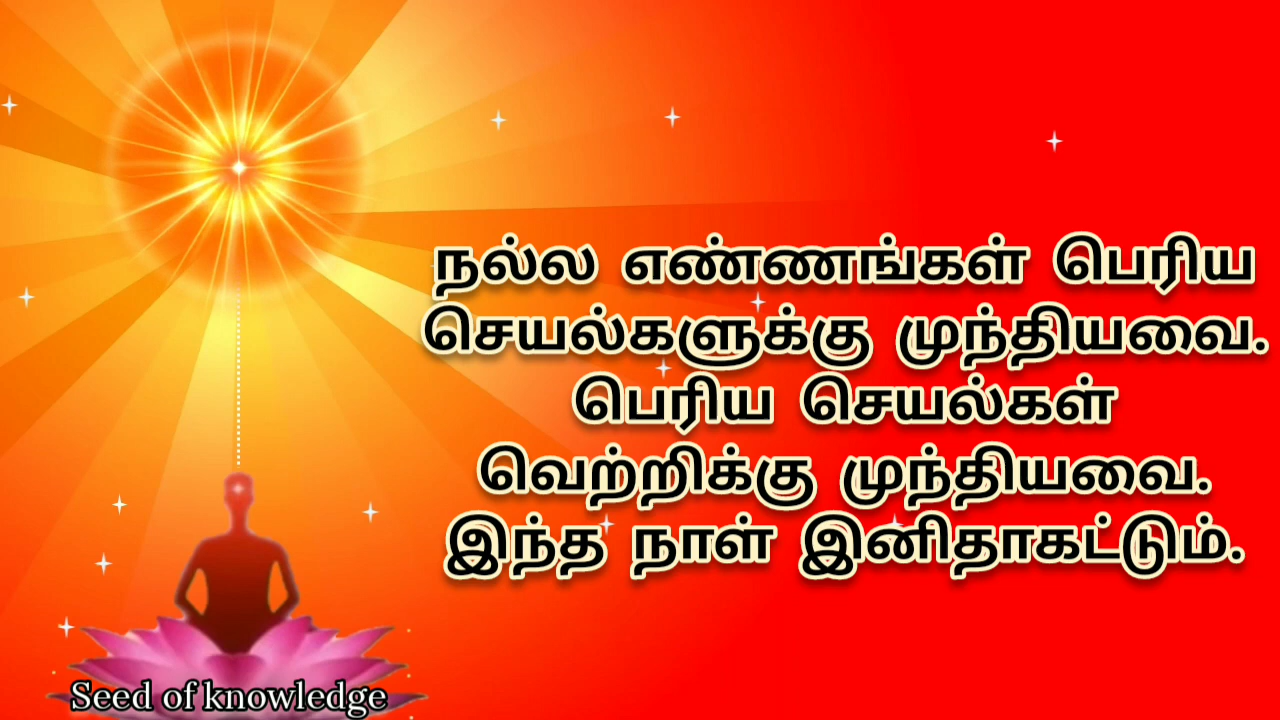 நல்ல எண்ணங்கள் பெரிய
செயல்களுக்கு முந்தியவை.
பெரிய செயல்கள்
வெற்றிக்கு முந்தியவை.
இந்த நாள் இனிதாகட்டும்.
Seed of knowledge